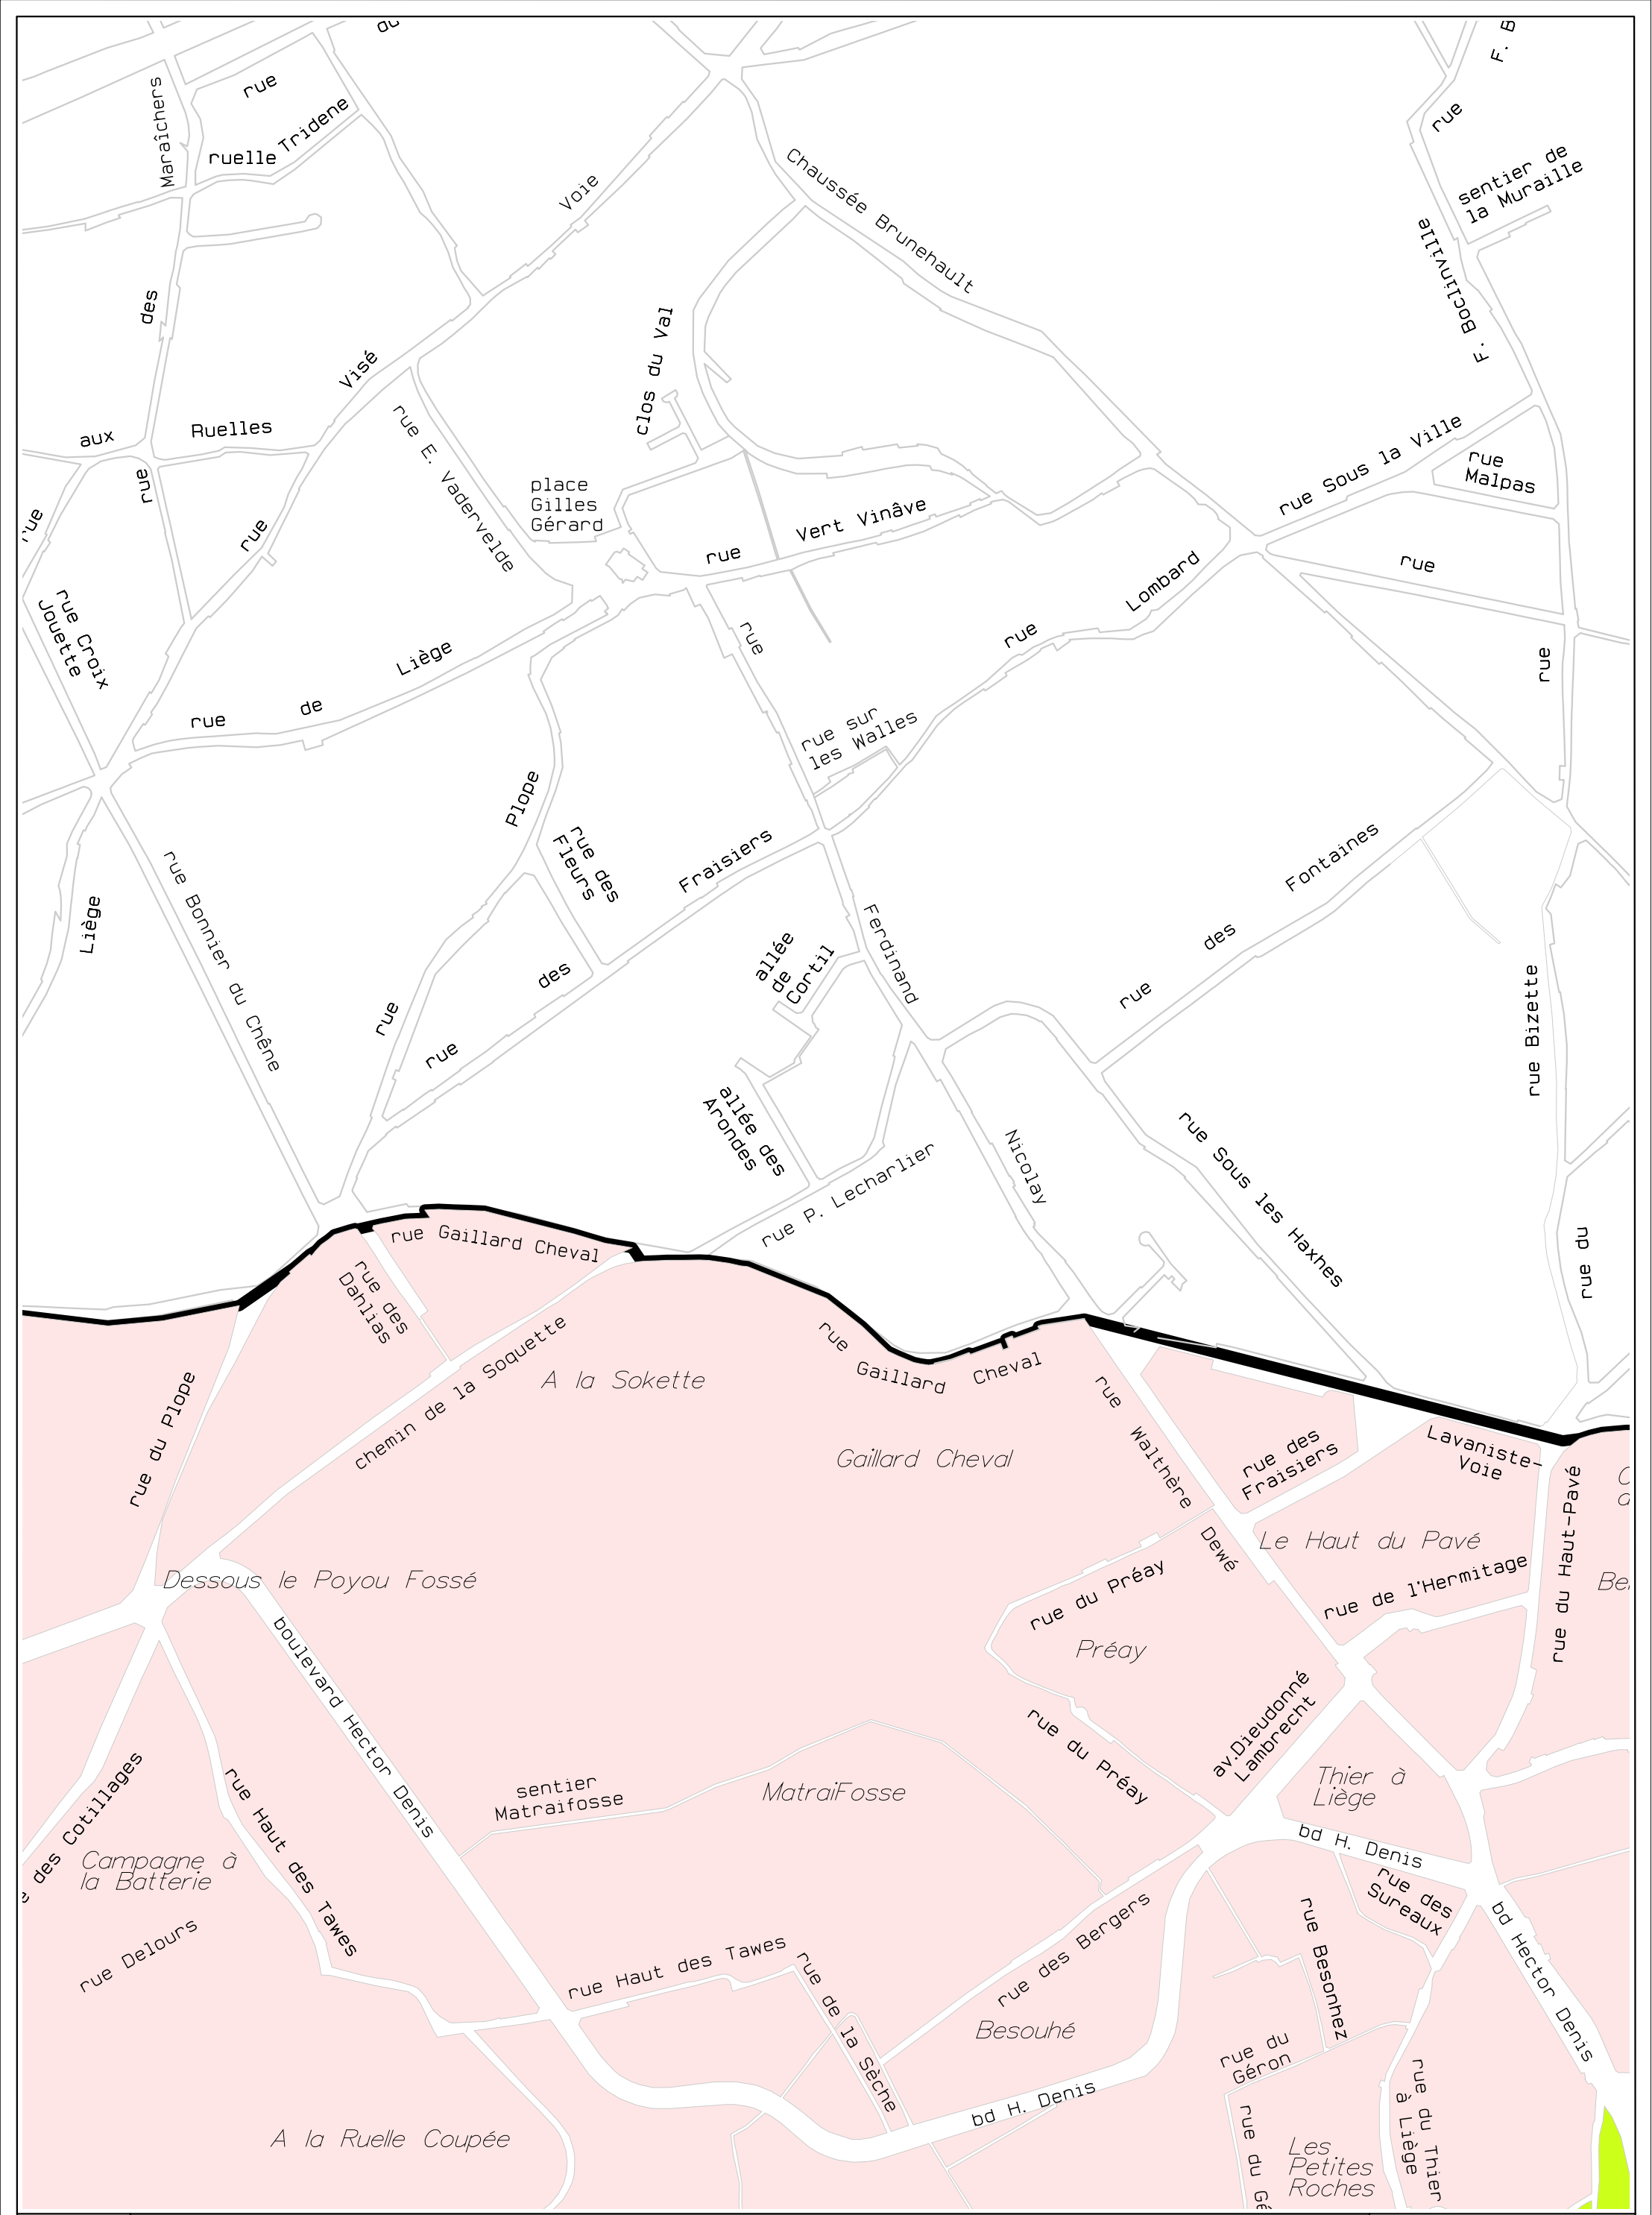 du
F. B
rue
Maraîchers
ruelle Tridene
rue
sentier de
la Muraille
Voie
Chaussée Brunehault
F. Boclinville
des
clos du Val
Visé
aux
Ruelles
rue E. Vadervelde
rue Sous la Ville
rue
Malpas
rue
place
Gilles
Gérard
rue
rue
rue
Vert Vinâve
rue
Lombard
rue Croix
Jouette
rue
rue
rue
Liège
rue
de
rue sur
les Walles
Plope
rue des
Fleurs
Fraisiers
Fontaines
rue Bonnier du Chêne
Liège
des
allée
de
Cortil
Ferdinand
des
rue
rue Bizette
rue
rue
allée des
Arondes
Nicolay
rue Sous les Haxhes
rue P. Lecharlier
rue du
rue Gaillard Cheval
rue des
Dahlias
chemin de la Soquette
rue
Gaillard
Cheval
A la Sokette
rue du Plope
rue
Walthère
Dewé
Gaillard Cheval
rue des
Fraisiers
Lavaniste-
Voie
rue du Haut-Pavé
Le Haut du Pavé
Dessous le Poyou Fossé
rue du Préay
rue de l'Hermitage
Be
Préay
boulevard Hector Denis
rue du Préay
av.Dieudonné
Lambrecht
des Cotillages
rue Haut des Tawes
sentier
Matraifosse
MatraiFosse
Thier à
Liège
bd H. Denis
Campagne à
la Batterie
rue des
Sureaux
rue Delours
rue Haut des Tawes
rue de la Sèche
rue des Bergers
rue Besonhez
bd Hector Denis
Besouhé
rue du
Géron
bd H. Denis
rue du Thier
à Liège
A la Ruelle Coupée
rue du Gé
Les
Petites
Roches